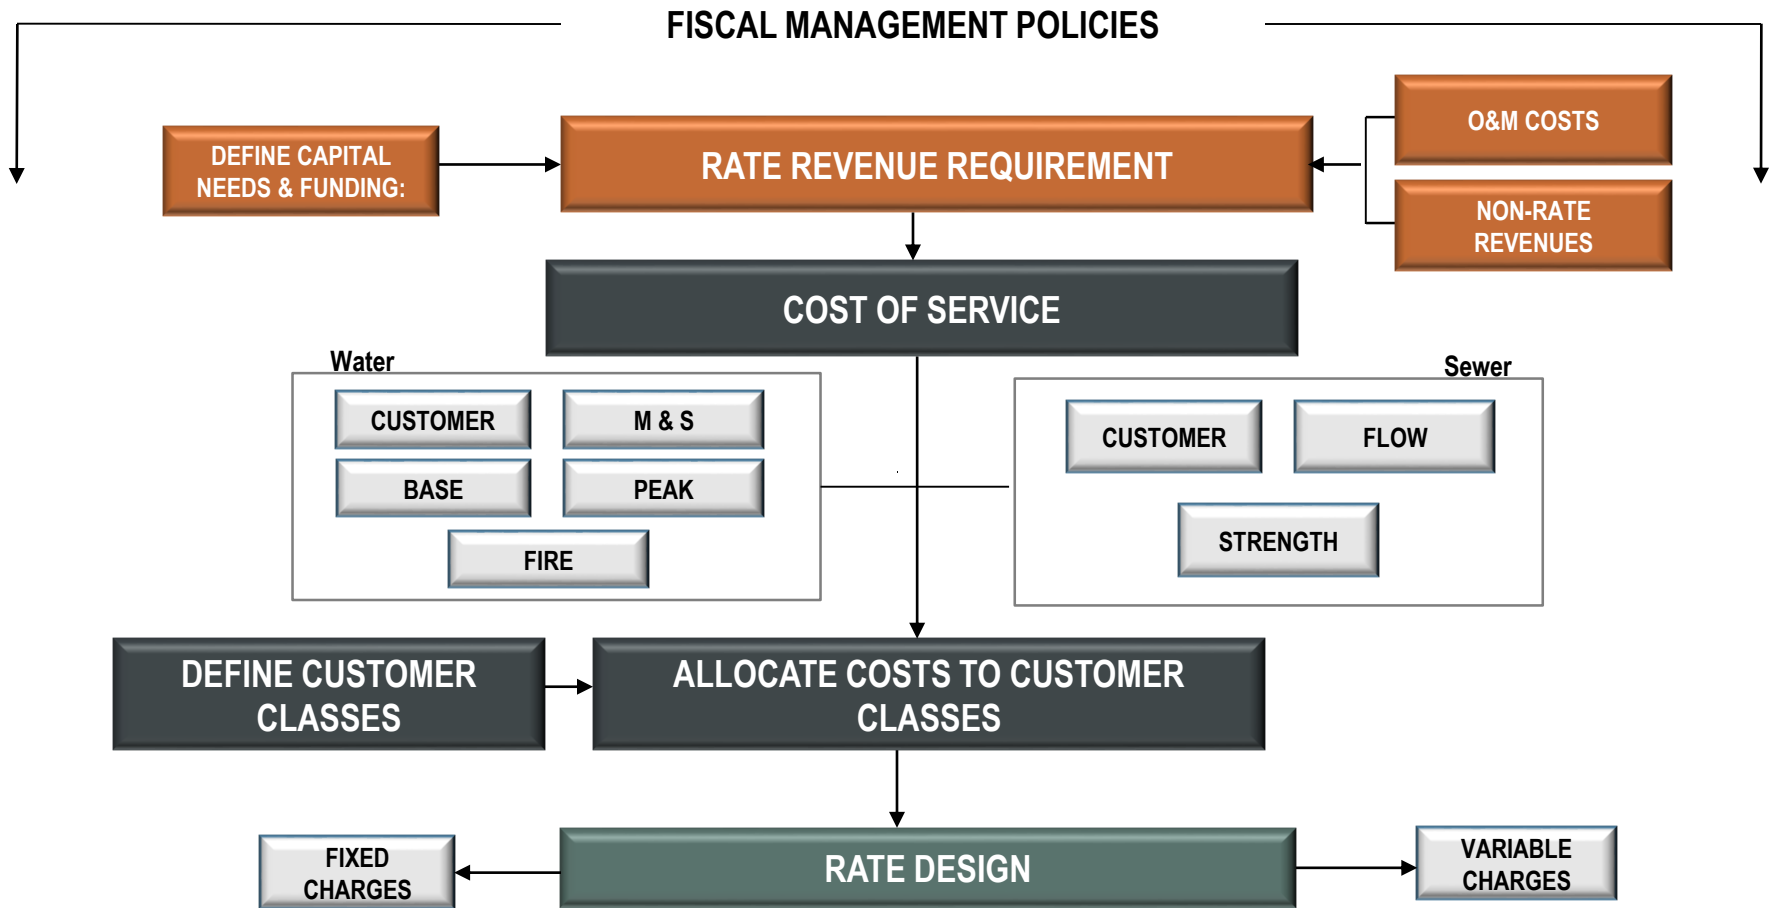 FISCAL MANAGEMENT POLICIES
DEFINE CAPITAL
NEEDS & FUNDING:
RATE REVENUE REQUIREMENT
O&M COSTS
NON-RATE
REVENUES
COST OF SERVICE
Water
CUSTOMER
M & S
BASE
PEAK
FIRE
Sewer
CUSTOMER
FLOW
STRENGTH
DEFINE CUSTOMER
CLASSES
ALLOCATE COSTS TO CUSTOMER
CLASSES
FIXED
CHARGES
RATE DESIGN
VARIABLE
CHARGES